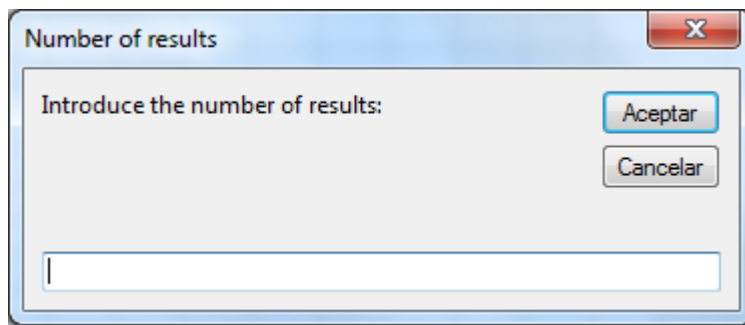 Number of results
Introduce the number of results:
Aceptar
Cancelar